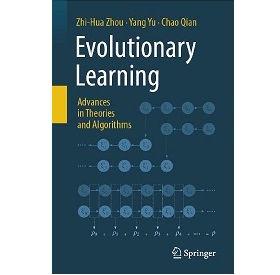 Zhi-Hua Zhou · Yang Yu · Chao Qian
Evolutionary
Learning
Advances
in Theories
and Algorithms
Springer